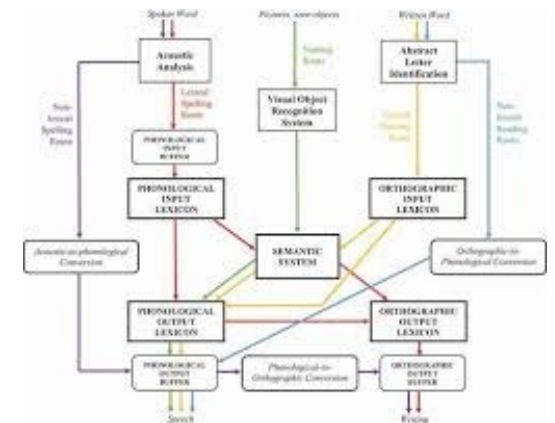 Spoken Word
Pictures, seen objects
Written Word
Acoustic
Analysis
Naming
Route
Abstract
Letter
Identification
Non-
lexical
Spelling
Route
Lexical
Spelling
Route
Visual Object
Recognition
System
Lexical
Reading
Route
Non-
lexical
Reading
Route
PHONOLOGICAL
INPUT
BUFFER
PHONOLOGICAL
INPUT
LEXICON
ORTHOGRAPHIC
INPUT
LEXICON
Acoustic-to-phonological
Conversion
SEMANTIC
SYSTEM
Orthographic-to-
Phonological Conversion
PHONOLOGICAL
OUTPUT
LEXICON
ORTHOGRAPHIC
OUTPUT
LEXICON
PHONOLOGICAL
OUTPUT
BUFFER
Phonological-to-
Orthographic Conversion
ORTHOGRAPHIC
OUTPUT
BUFFER
Speech
Writing